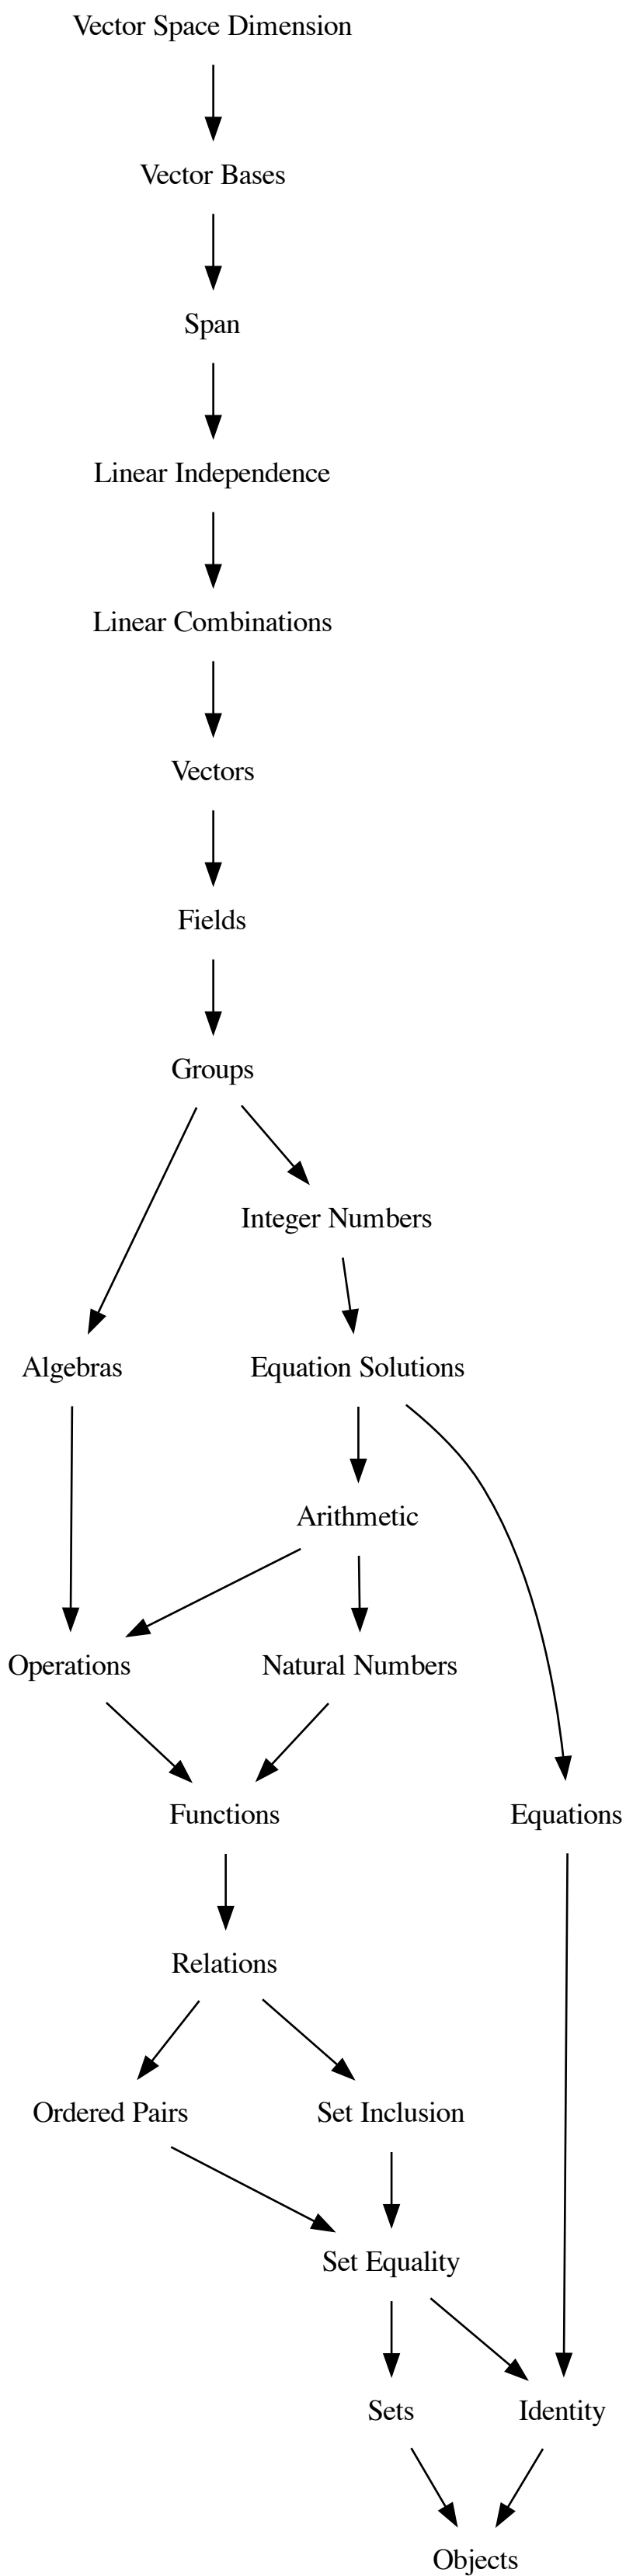 Vector Space Dimension
Vector Bases
Span
Linear Independence
Linear Combinations
Vectors
Fields
Groups
Integer Numbers
Algebras
Equation Solutions
Arithmetic
Operations
Natural Numbers
Functions
Equations
Relations
Ordered Pairs
Set Inclusion
Set Equality
Sets
Identity
Objects